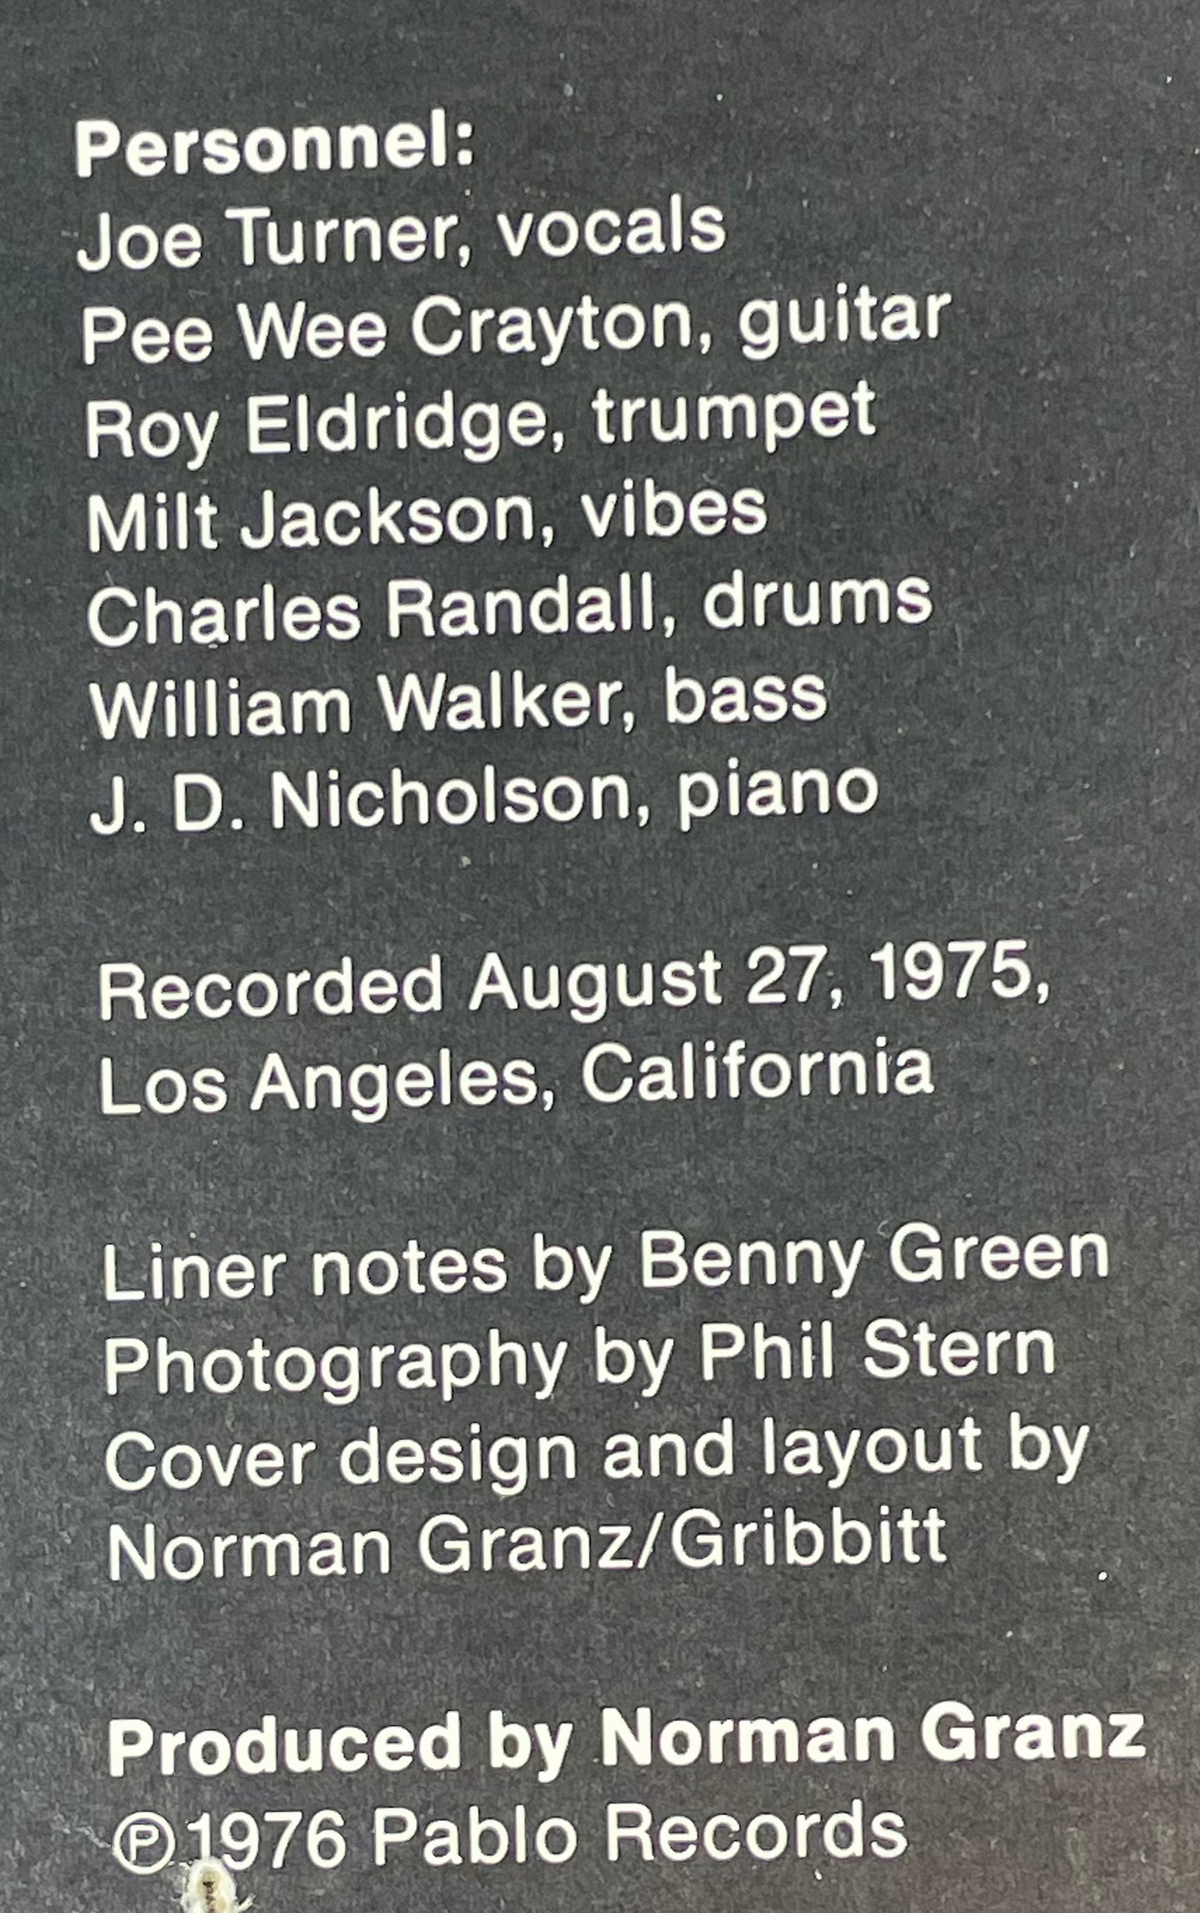 Personnel:
Joe Turner, vocals
Pee Wee Crayton, guitar
Roy Eldridge, trumpet
Milt Jackson, vibes
Charles Randall, drums
William Walker, bass
J. D. Nicholson, piano
Recorded August 27, 1975,
Los Angeles, California
Liner notes by Benny Green
Photography by Phil Stern
Cover design and layout by
Norman Granz/Gribbitt
Produced by Norman Granz
℗1976 Pablo Records